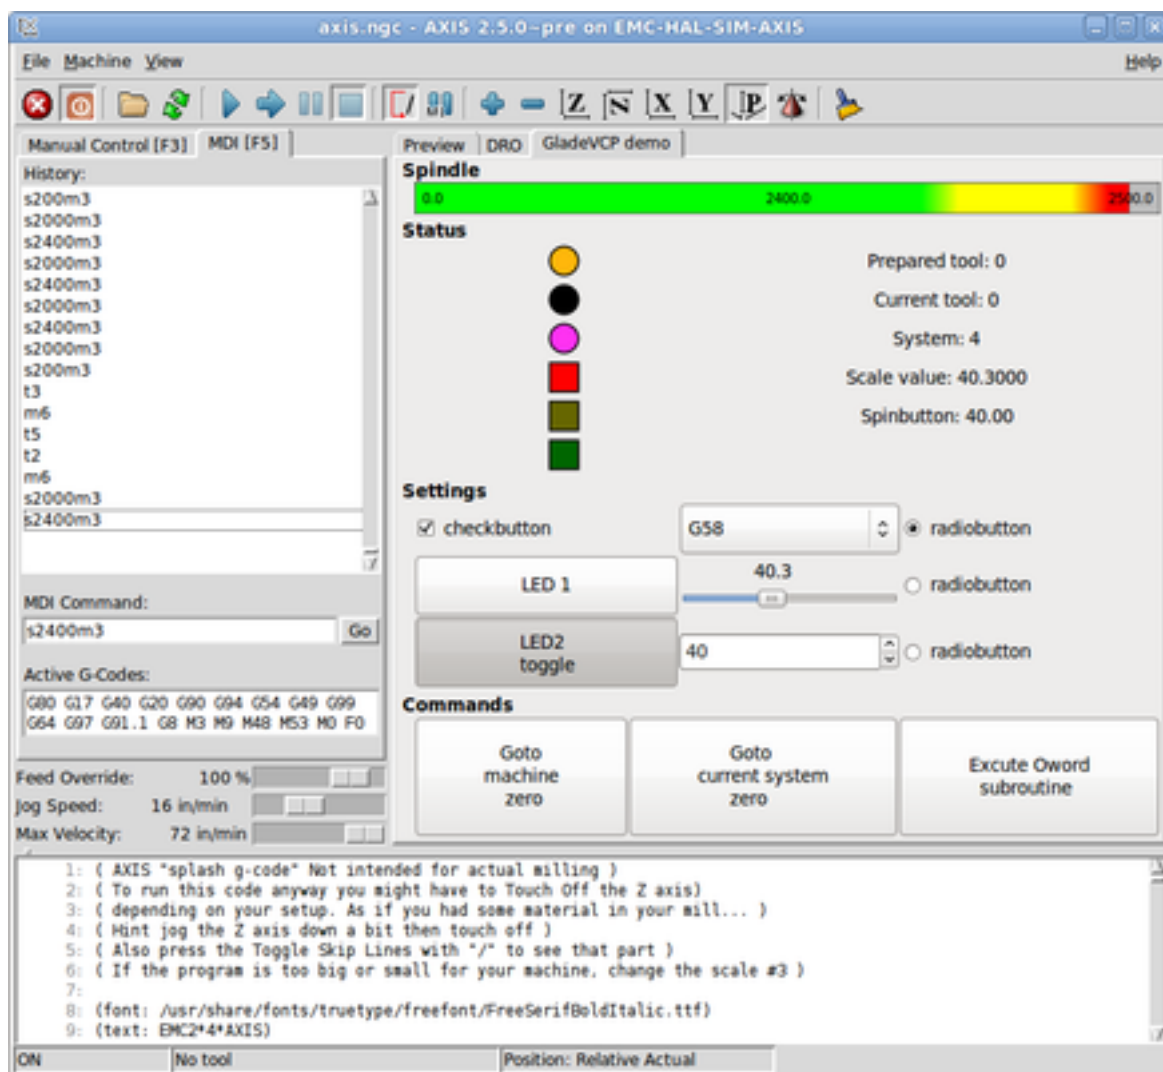 axis.ngc - AXIS 2.5.0~pre on EMC-HAL-SIM-AXIS
File Machine View Help
Z N X Y P
Manual Control [F3] MDI [F5]
History:
s200m3
s2000m3
s2400m3
s2000m3
s2400m3
s2000m3
s2400m3
s2000m3
s200m3
t3
m6
t5
t2
m6
s2000m3
s2400m3
MDI Command:
s2400m3 Go
Active G-Codes:
G80 G17 G40 G20 G90 G94 G54 G49 G99
G64 G97 G91.1 G8 M3 M9 M48 M53 M0 F0
Feed Override: 100 %
Jog Speed: 16 in/min
Max Velocity: 72 in/min
Preview DRO GladeVCP demo
Spindle
0.0 2400.0 2500.0
Status
Prepared tool: 0
Current tool: 0
System: 4
Scale value: 40.3000
Spinbutton: 40.00
Settings
checkbutton G58 radiobutton
LED 1 40.3 radiobutton
LED2
toggle
40 radiobutton
Commands
Goto
machine
zero
Goto
current system
zero
Excute Oword
subroutine
1: ( AXIS "splash g-code" Not intended for actual milling )
2: ( To run this code anyway you might have to Touch Off the Z axis)
3: ( depending on your setup. As if you had some material in your mill... )
4: ( Hint jog the Z axis down a bit then touch off )
5: ( Also press the Toggle Skip Lines with "/" to see that part )
6: ( If the program is too big or small for your machine, change the scale #3 )
7:
8: (font: /usr/share/fonts/truetype/freefont/FreeSerifBoldItalic.ttf)
9: (text: EMC2*4*AXIS)
ON No tool Position: Relative Actual